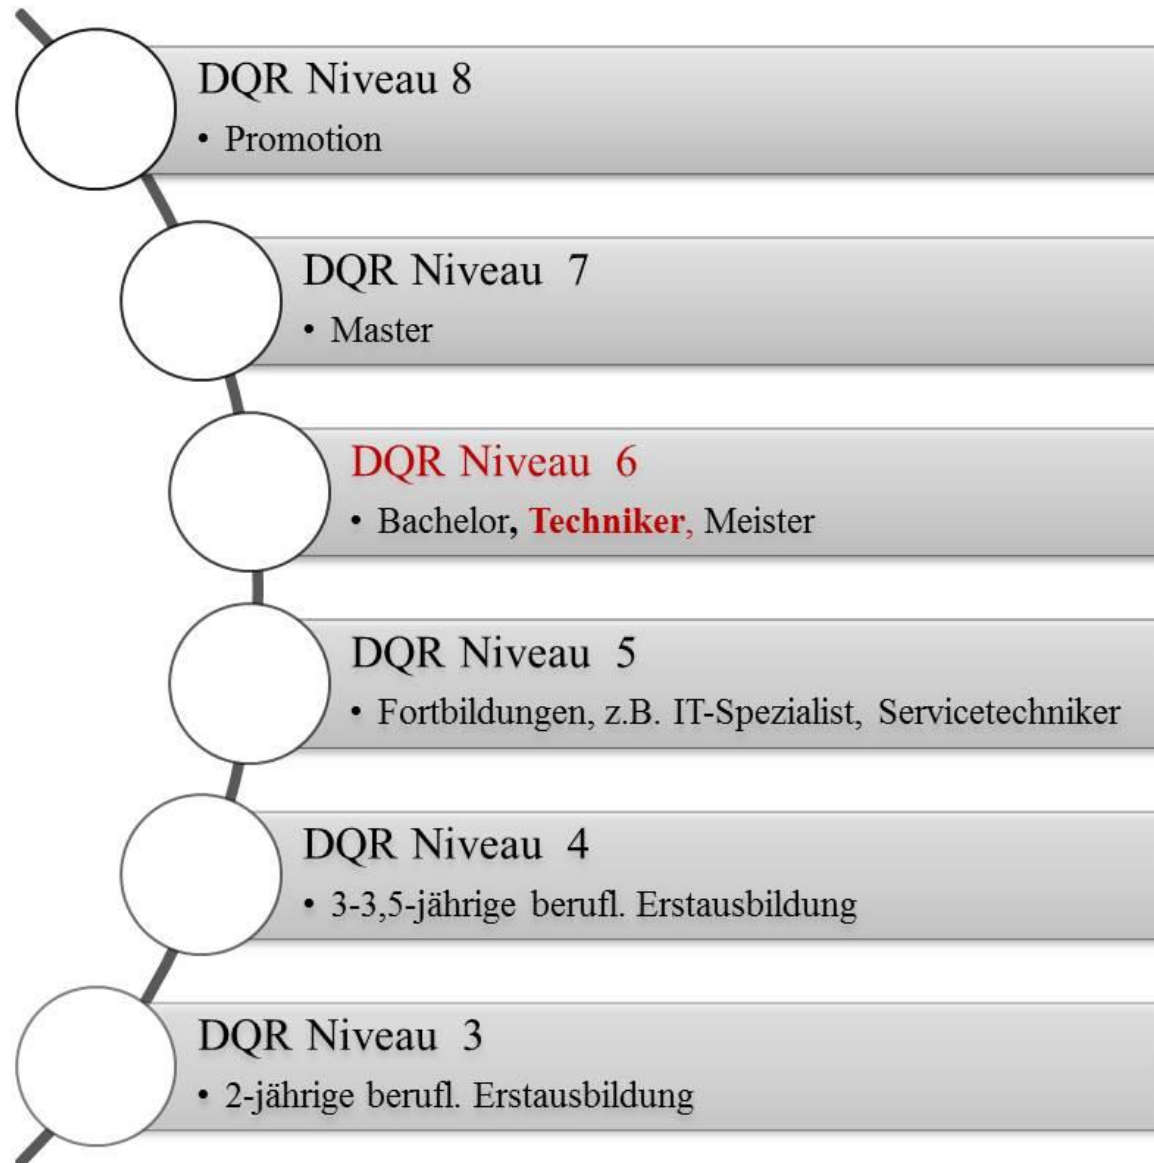 DQR Niveau 8
• Promotion
DQR Niveau 7
• Master
DQR Niveau 6
• Bachelor, Techniker, Meister
DQR Niveau 5
• Fortbildungen, z.B. IT-Spezialist, Servicetechniker
DQR Niveau 4
• 3-3,5-jährige berufl. Erstausbildung
DQR Niveau 3
• 2-jährige berufl. Erstausbildung